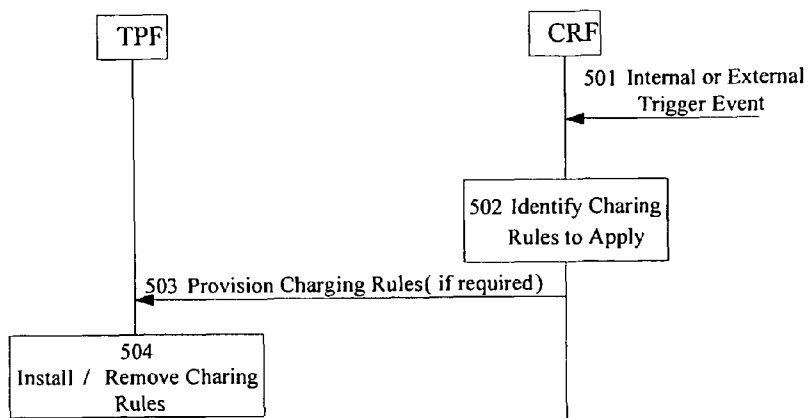 TPF
CRF
501 Internal or External
Trigger Event
502 Identify Charing
Rules to Apply
503 Provision Charging Rules( if required)
504
Install / Remove Charing
Rules